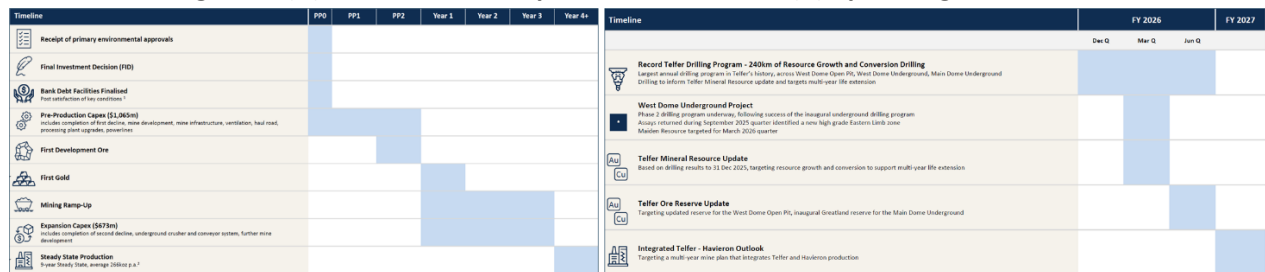 Timeline
PP0
PP1
PP2
Year 1
Year 2
Year 3
Year 4+
Receipt of primary environmental approvals
Final Investment Decision (FID)
Bank Debt Facilities Finalised
Post satisfaction of key conditions ¹
Pre-Production Capex ($1,065m)
includes completion of first decline, mine development, mine infrastructure, ventilation, haul road,
processing plant upgrades, powerlines
First Development Ore
First Gold
Mining Ramp-Up
Expansion Capex ($673m)
includes completion of second decline, underground crusher and conveyor system, further mine
development
Steady State Production
9-year Steady State, average 266koz p.a.²
Timeline
FY 2026
FY 2027
Dec Q
Mar Q
Jun Q
Record Telfer Drilling Program - 240km of Resource Growth and Conversion Drilling
Largest annual drilling program in Telfer's history, across West Dome Open Pit, West Dome Underground, Main Dome Underground
Drilling to inform Telfer Mineral Resource update and targets multi-year life extension
West Dome Underground Project
Phase 2 drilling program underway, following success of the inaugural underground drilling program
Assays returned during September 2025 quarter identified a new high grade Eastern Limb zone
Maiden Resource targeted for March 2026 quarter
Au
Cu
Telfer Mineral Resource Update
Based on drilling results to 31 Dec 2025, targeting resource growth and conversion to support multi-year life extension
Au
Cu
Telfer Ore Reserve Update
Targeting updated reserve for the West Dome Open Pit, inaugural Greatland reserve for the Main Dome Underground
Integrated Telfer - Havieron Outlook
Targeting a multi-year mine plan that integrates Telfer and Havieron production